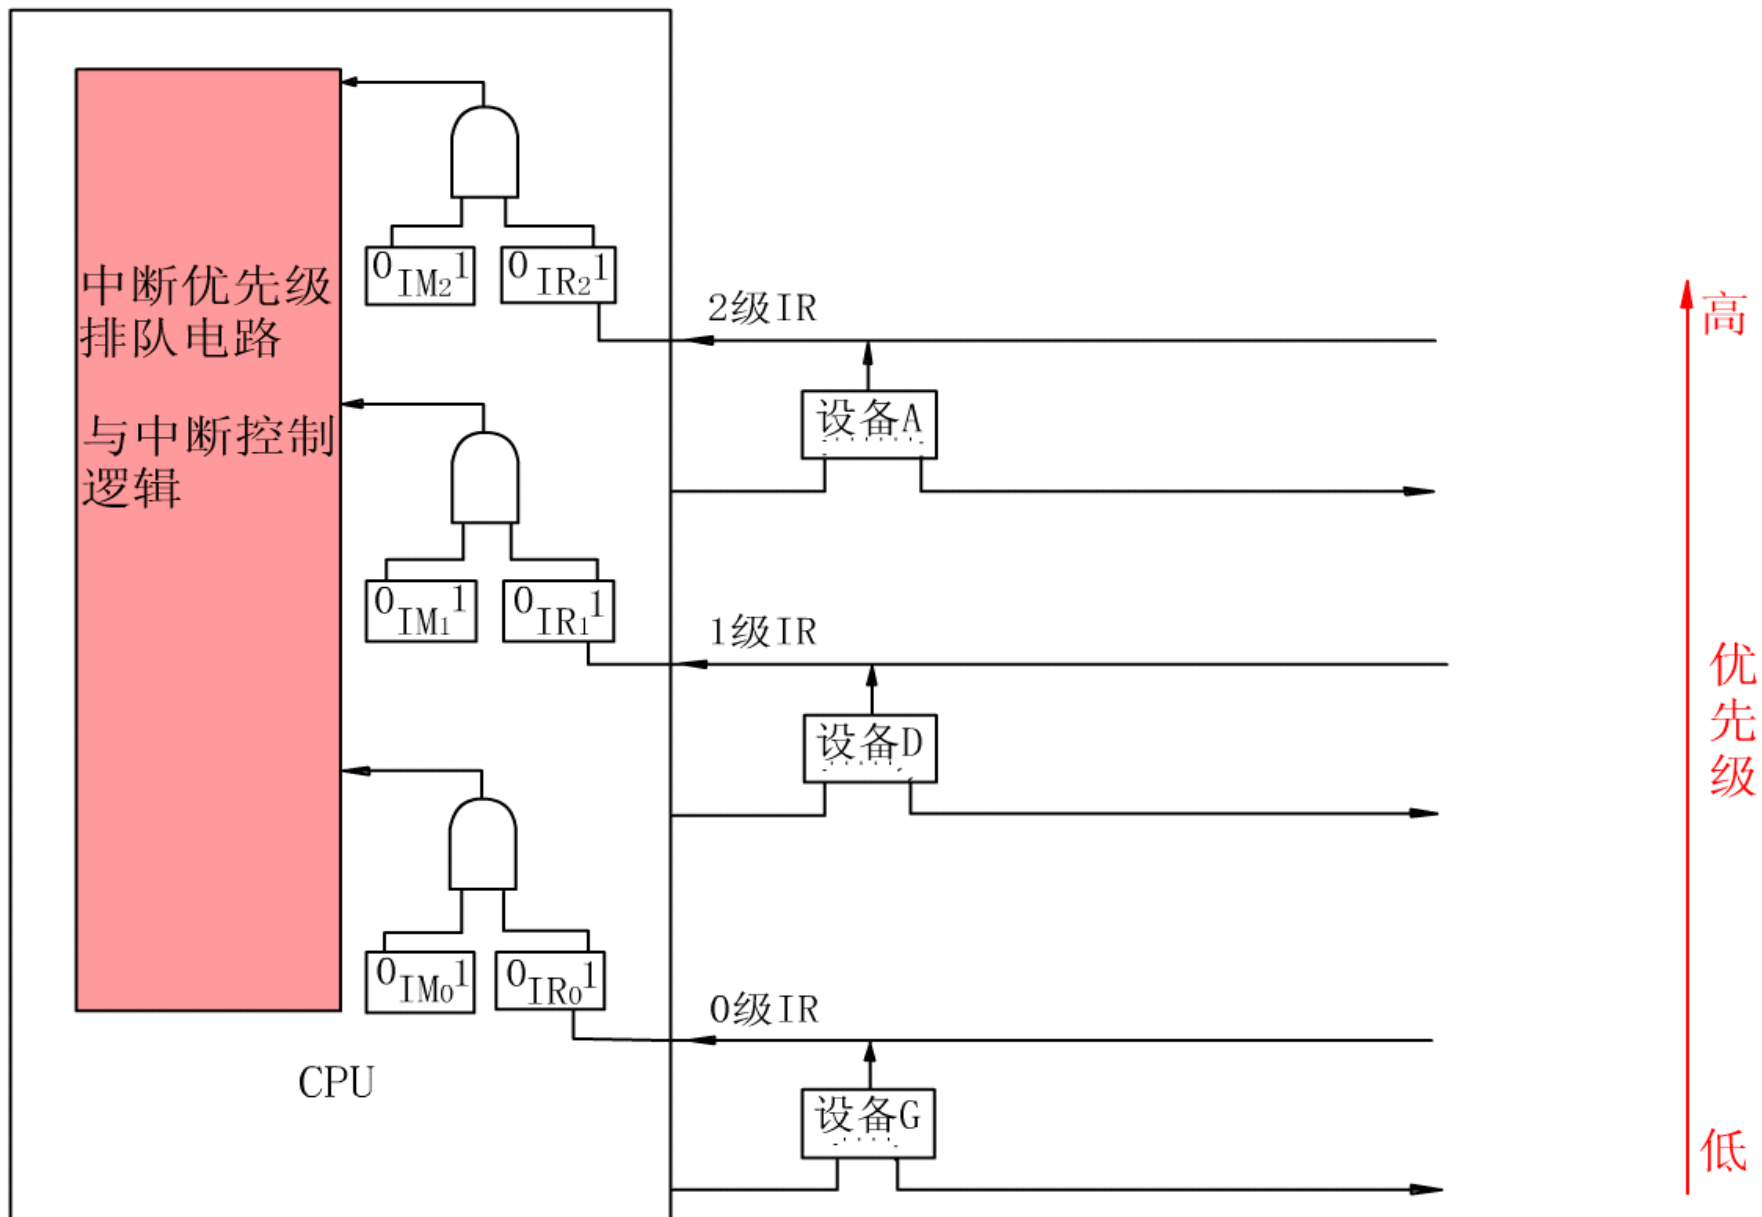 中断优先级
排队电路
与中断控制
逻辑
0 IM2 1
0 IR2 1
2级IR
设备A
0 IM1 1
0 IR1 1
1级IR
设备D
0 IM0 1
0 IR0 1
0级IR
设备G
CPU
高
优
先
级
低